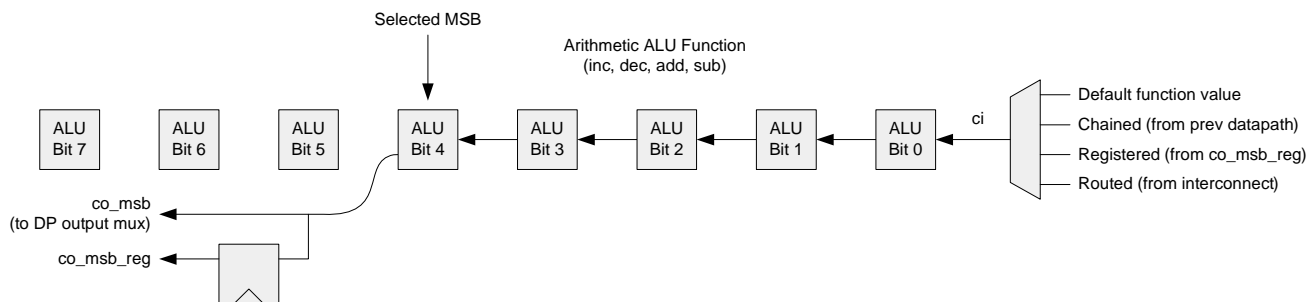 Selected MSB
Arithmetic ALU Function
(inc, dec, add, sub)
ALU
Bit 7
ALU
Bit 6
ALU
Bit 5
ALU
Bit 4
ALU
Bit 3
ALU
Bit 2
ALU
Bit 1
ALU
Bit 0
ci
Default function value
Chained (from prev datapath)
Registered (from co_msb_reg)
Routed (from interconnect)
co_msb
(to DP output mux)
co_msb_reg